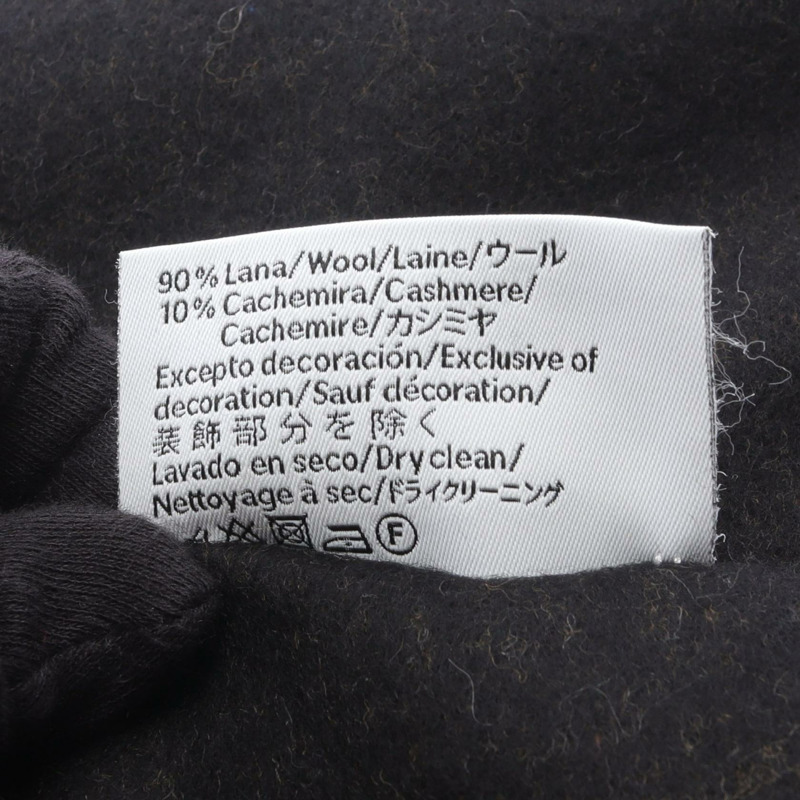 90% Lana/Wool/Laine/ウール
10% Cachemira/Cashmere/
Cachemire/カシミヤ
Excepto decoración/Exclusive of
decoration/Sauf décoration/
装飾部分を除く
Lavado en seco/Dry clean/
Nettoyage à sec/ドライクリーニング
F